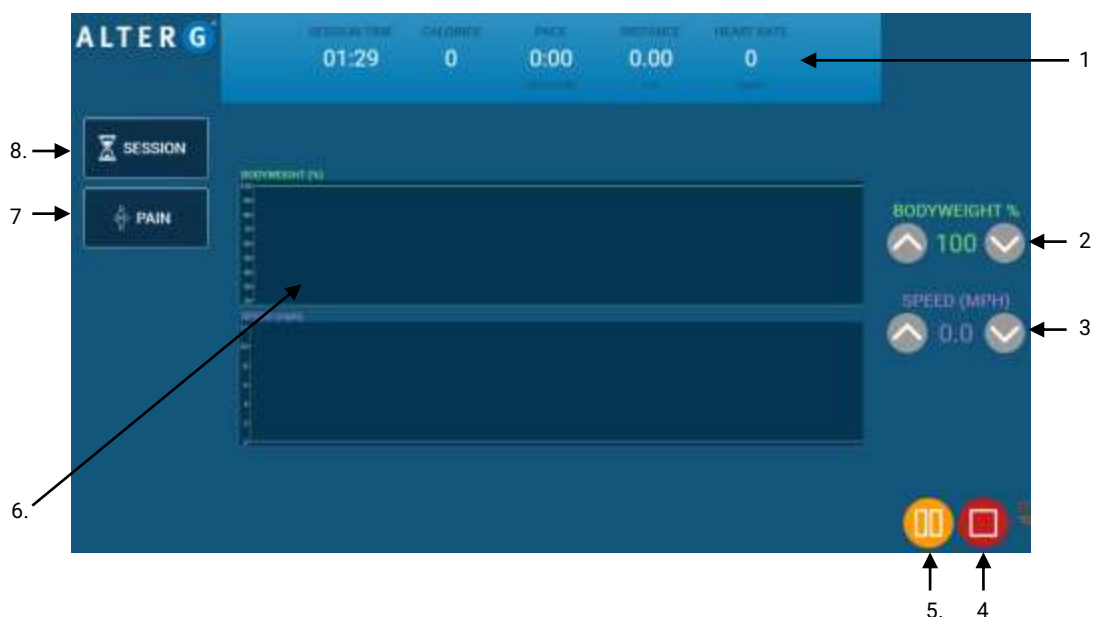 ALTER G
SESSION TIME CALORIES PACE DISTANCE HEART RATE
01:29 0 0:00 0.00 0
1
8.
SESSION
7
PAIN
BODYWEIGHT (%)
BODYWEIGHT %
100
2
SPEED (MPH)
0.0
3
6.
5. 4